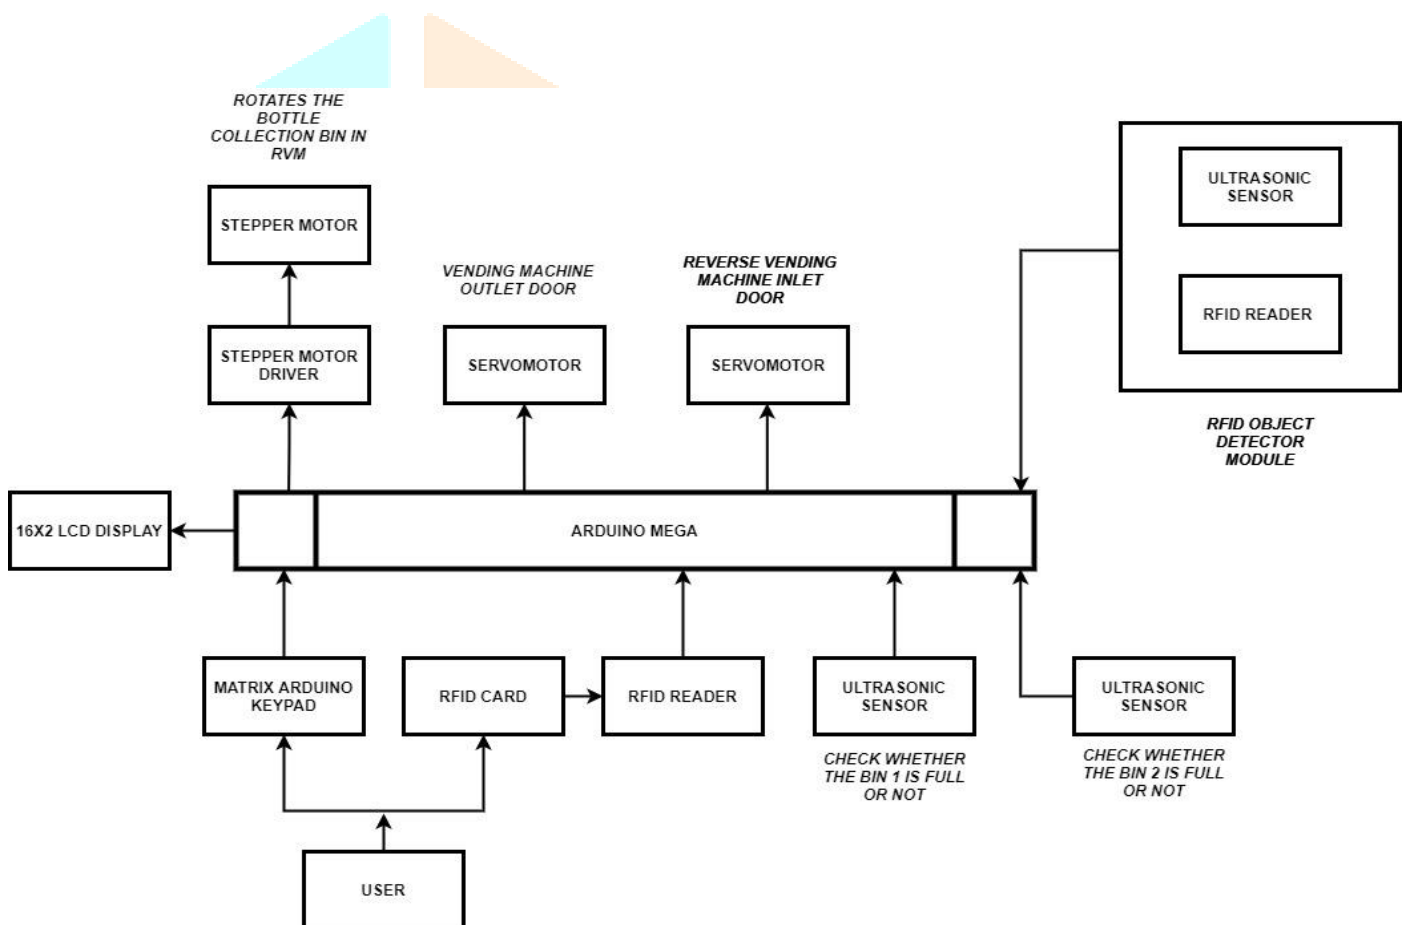 ROTATES THE
BOTTLE
COLLECTION BIN IN
RVM
STEPPER MOTOR
ULTRASONIC
SENSOR
VENDING MACHINE
OUTLET DOOR
REVERSE VENDING
MACHINE INLET
DOOR
RFID READER
STEPPER MOTOR
DRIVER
SERVOMOTOR
SERVOMOTOR
RFID OBJECT
DETECTOR
MODULE
16X2 LCD DISPLAY
ARDUINO MEGA
MATRIX ARDUINO
KEYPAD
RFID CARD
RFID READER
ULTRASONIC
SENSOR
ULTRASONIC
SENSOR
CHECK WHETHER
THE BIN 1 IS FULL
OR NOT
CHECK WHETHER
THE BIN 2 IS FULL
OR NOT
USER